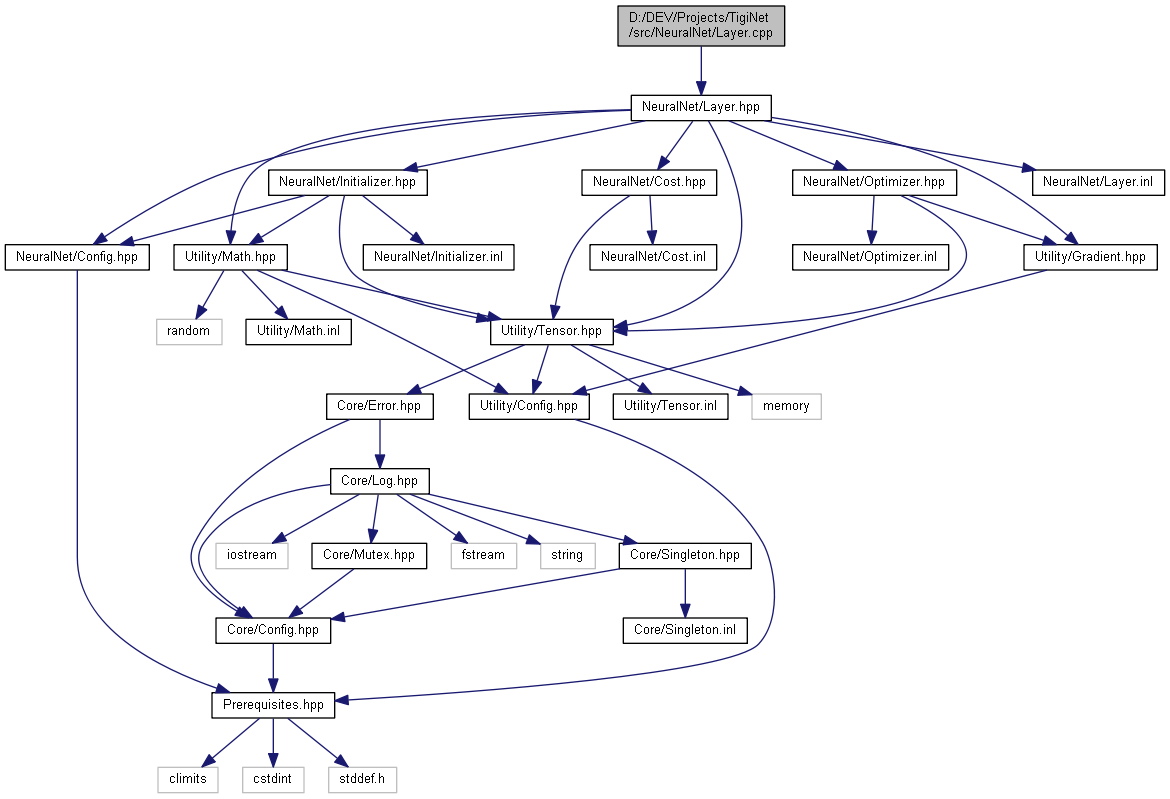 D:/DEV/Projects/TigiNet
/src/NeuralNet/Layer.cpp
NeuralNet/Layer.hpp
NeuralNet/Initializer.hpp
NeuralNet/Cost.hpp
NeuralNet/Optimizer.hpp
NeuralNet/Layer.inl
NeuralNet/Config.hpp
Utility/Math.hpp
NeuralNet/Initializer.inl
NeuralNet/Cost.inl
NeuralNet/Optimizer.inl
Utility/Gradient.hpp
random
Utility/Math.inl
Utility/Tensor.hpp
Core/Error.hpp
Utility/Config.hpp
Utility/Tensor.inl
memory
Core/Log.hpp
iostream
Core/Mutex.hpp
fstream
string
Core/Singleton.hpp
Core/Config.hpp
Core/Singleton.inl
Prerequisites.hpp
climits
cstdint
stddef.h